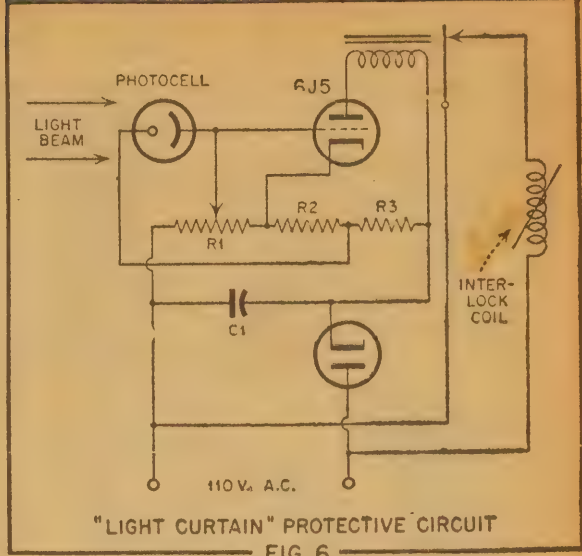 PHOTOCELL
6J5
LIGHT
BEAM
R1
R2
R3
C1
INTER-
LOCK
COIL
110 V. A.C.
"LIGHT CURTAIN" PROTECTIVE CIRCUIT
FIG 6